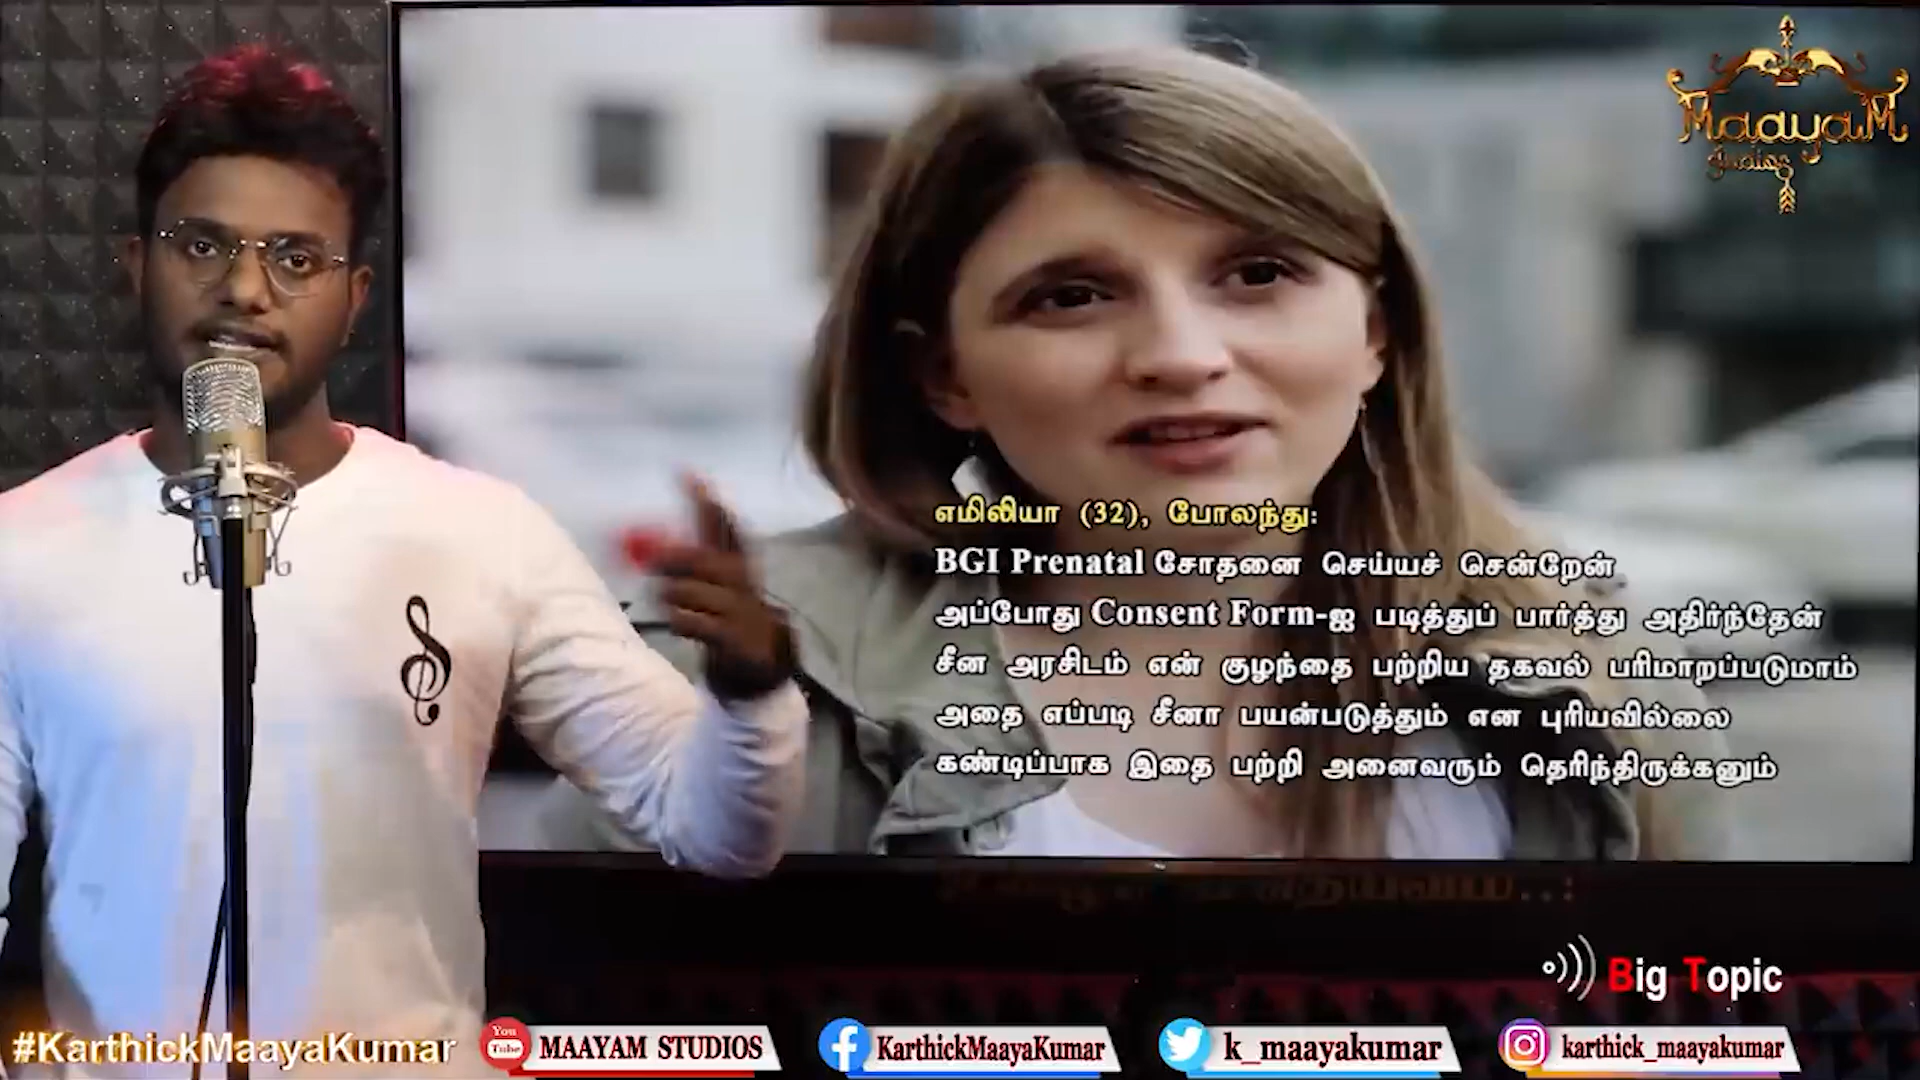 MaayaM
Studios
எமிலியா (32), போலந்து:
BGI Prenatal சோதனை செய்யச் சென்றேன்
அப்போது Consent Form-ஐ படித்துப் பார்த்து அதிர்ந்தேன்
சீன அரசிடம் என் குழந்தை பற்றிய தகவல் பரிமாறப்படுமாம்
அதை எப்படி சீனா பயன்படுத்தும் என புரியவில்லை
கண்டிப்பாக இதை பற்றி அனைவரும் தெரிந்திருக்கனும்
Big Topic
#KarthickMaayaKumar
You Tube MAAYAM STUDIOS
KarthickMaayaKumar
k_maayakumar
karthick_maayakumar